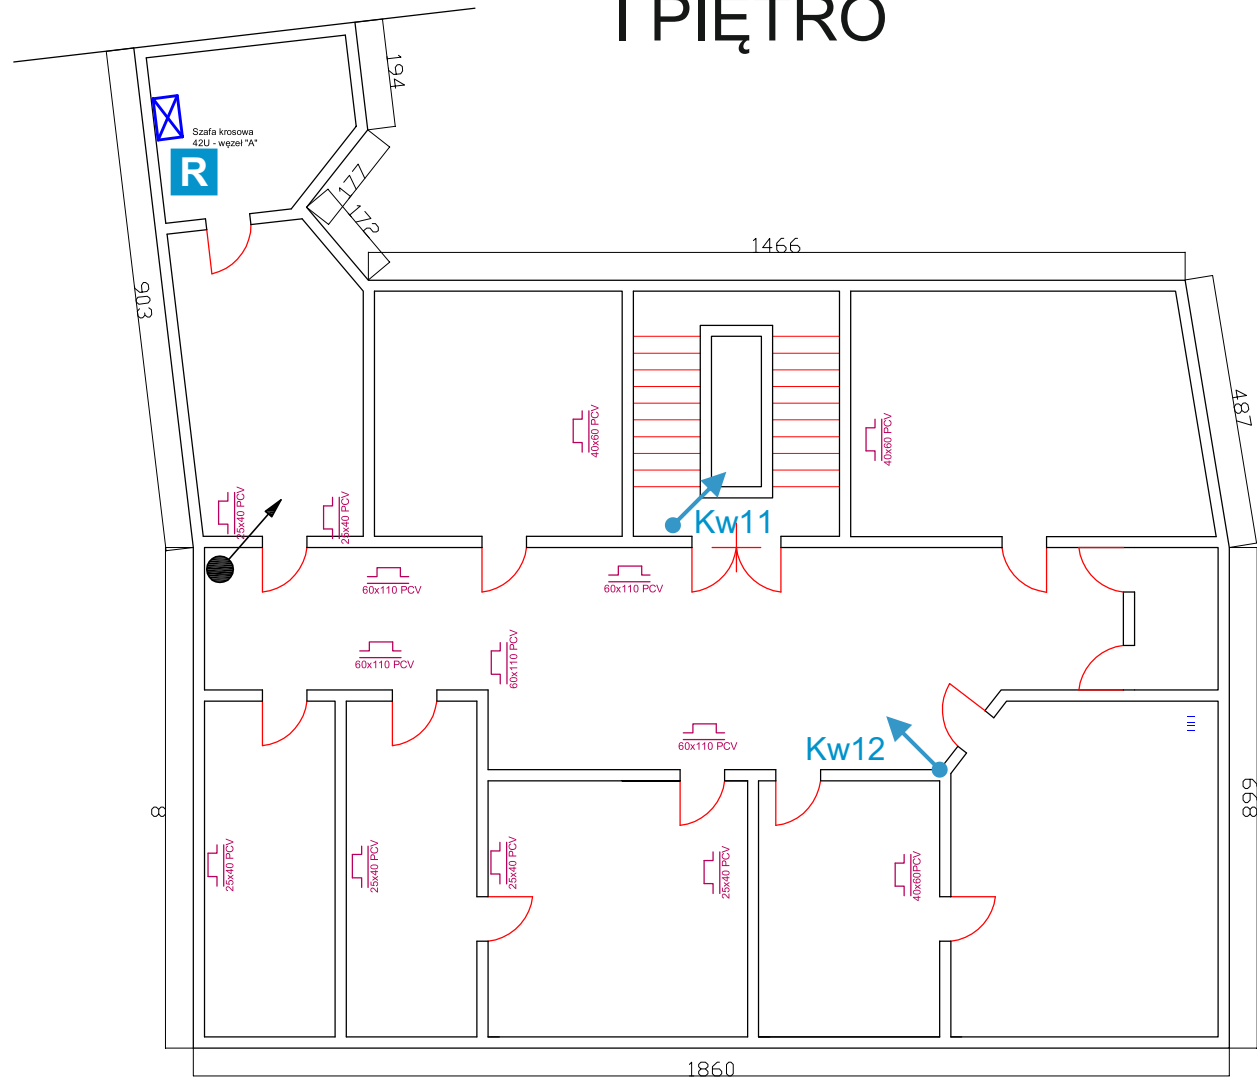 I PIĘTRO
194
Szafa krosowa
42U - węzeł "A"
R
177
172
1466
903
487
40x60 PCV
40x60 PCV
25x40 PCV
25x40 PCV
Kw11
60x110 PCV
60x110 PCV
60x110 PCV
60x110 PCV
60x110 PCV
Kw12
8
668
25x40 PCV
25x40 PCV
25x40 PCV
25x40 PCV
40x60PCV
1860